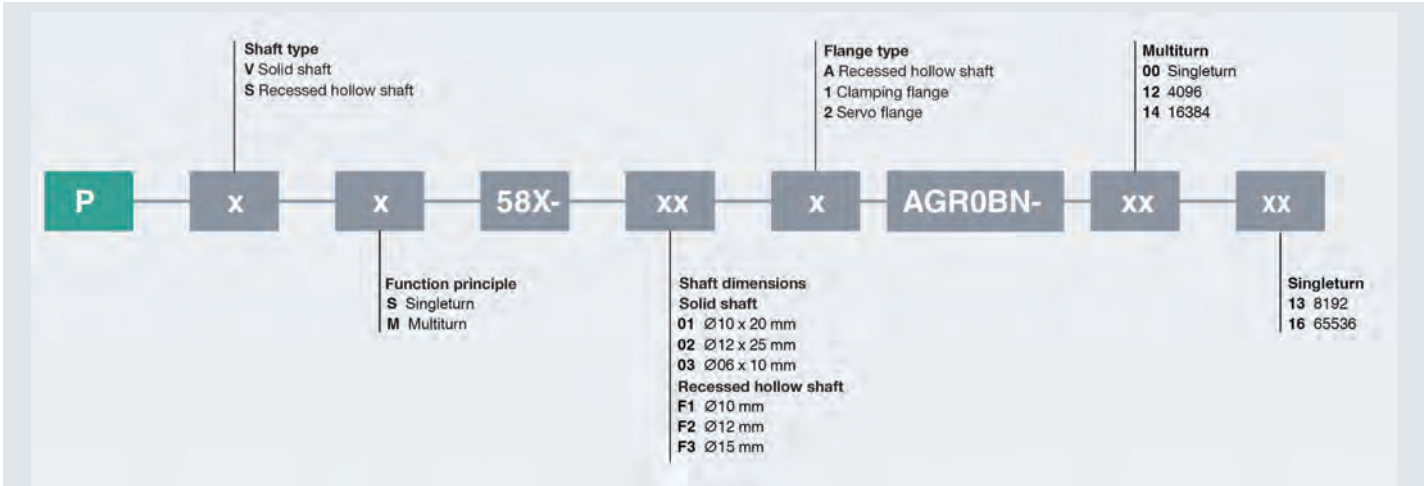 Shaft type
V Solid shaft
S Recessed hollow shaft
Flange type
A Recessed hollow shaft
1 Clamping flange
2 Servo flange
Multiturn
00 Singleturn
12 4096
14 16384
P x x 58X- xx x AGR0BN- xx xx
Function principle
S Singleturn
M Multiturn
Shaft dimensions
Solid shaft
01 Ø10 x 20 mm
02 Ø12 x 25 mm
03 Ø06 x 10 mm
Recessed hollow shaft
F1 Ø10 mm
F2 Ø12 mm
F3 Ø15 mm
Singleturn
13 8192
16 65536